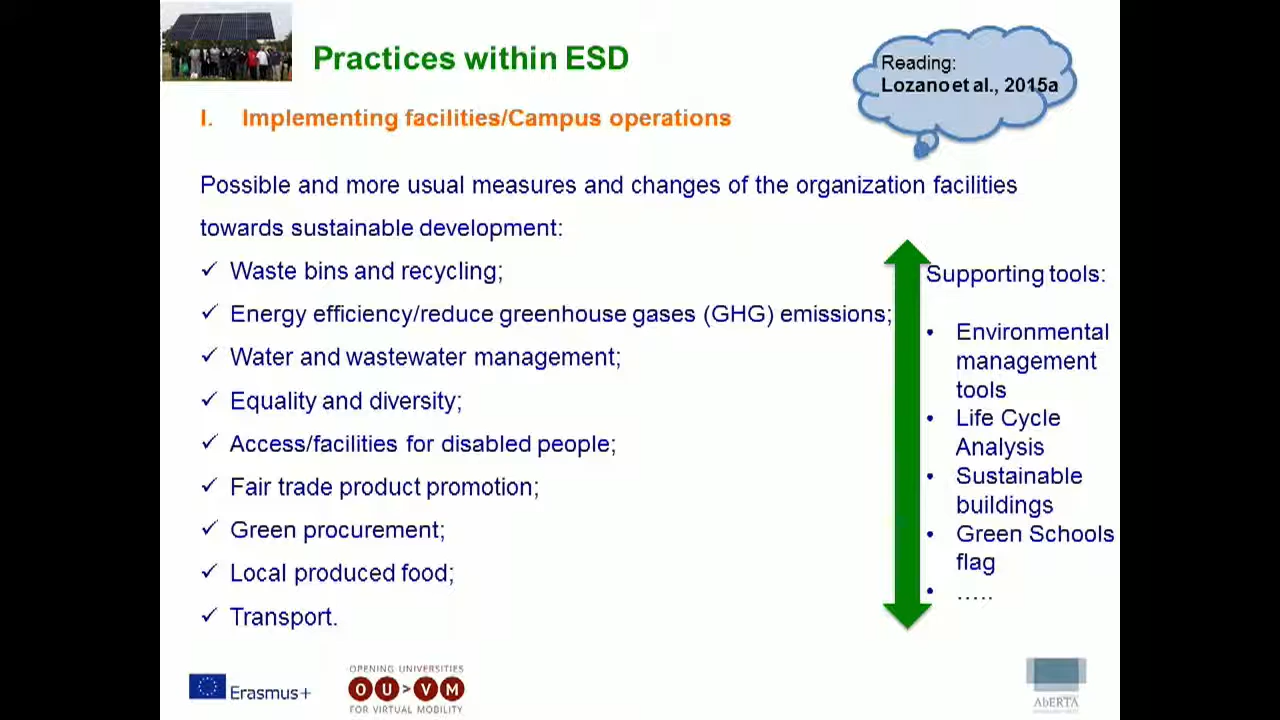 Practices within ESD
Reading:
Lozano et al., 2015a
I. Implementing facilities/Campus operations
Possible and more usual measures and changes of the organization facilities
towards sustainable development:
✓ Waste bins and recycling;
✓ Energy efficiency/reduce greenhouse gases (GHG) emissions;
✓ Water and wastewater management;
✓ Equality and diversity;
✓ Access/facilities for disabled people;
✓ Fair trade product promotion;
✓ Green procurement;
✓ Local produced food;
✓ Transport.
Supporting tools:
• Environmental
management
tools
• Life Cycle
Analysis
• Sustainable
buildings
• Green Schools
flag
• .....
Erasmus+
OPENING UNIVERSITIES
OU>VM
FOR VIRTUAL MOBILITY
AbERTA